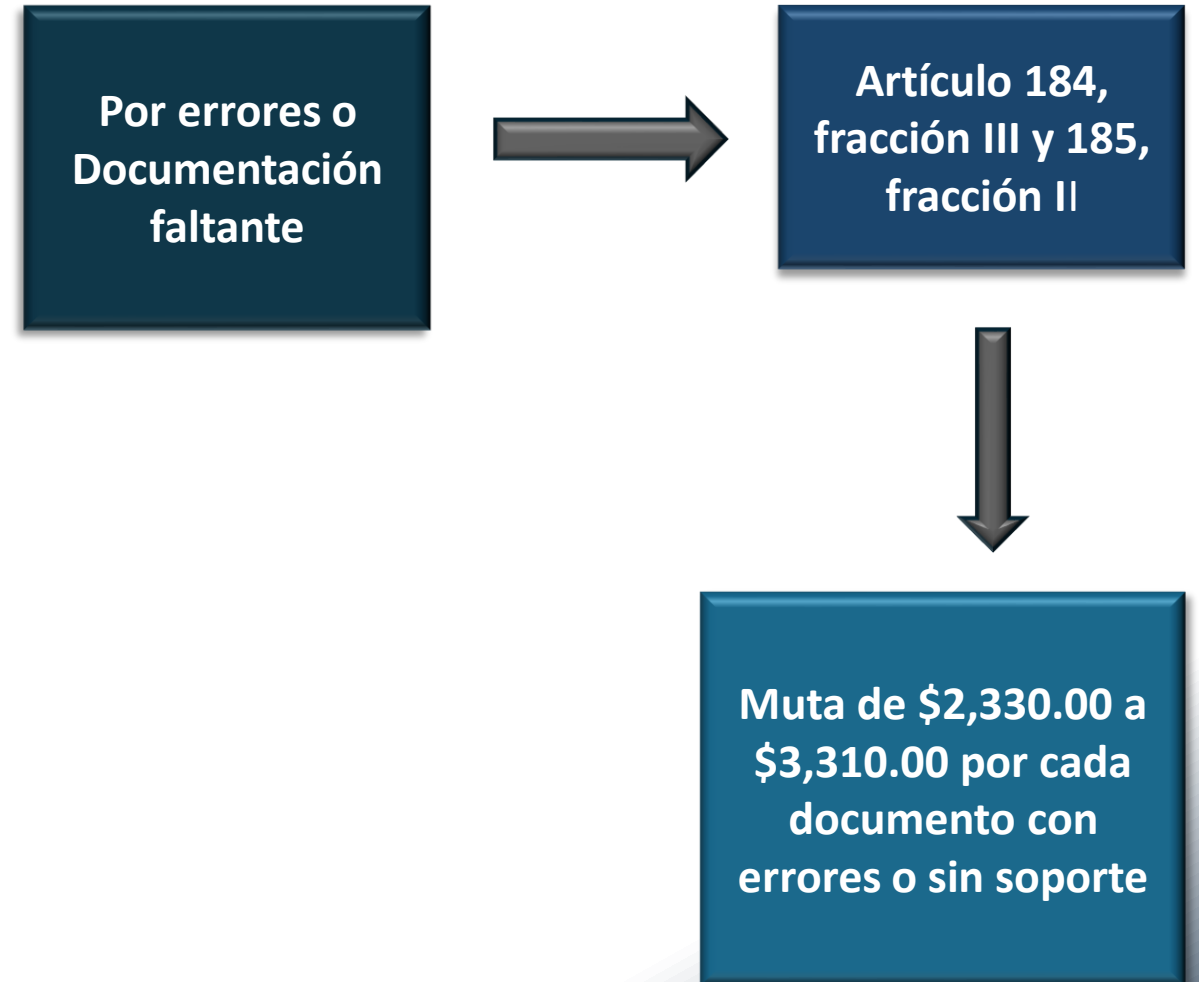 Por errores o
Documentación
faltante
Artículo 184,
fracción III y 185,
fracción II
Muta de $2,330.00 a
$3,310.00 por cada
documento con
errores o sin soporte